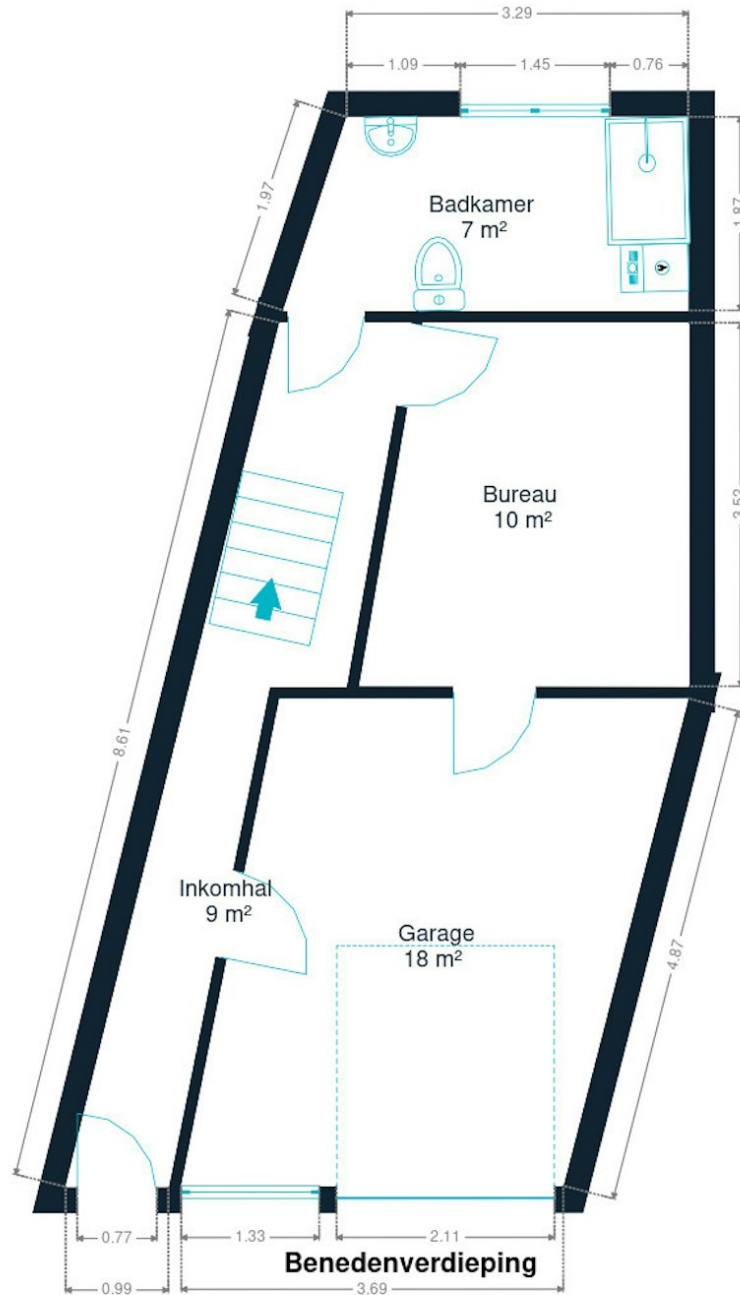 3.29
1.09
1.45
0.76
1.97
1.87
Badkamer
7 m²
8.61
3.52
Bureau
10 m²
Inkomhal
9 m²
Garage
18 m²
4.87
0.77
1.33
2.11
Benedenverdieping
0.99
3.69